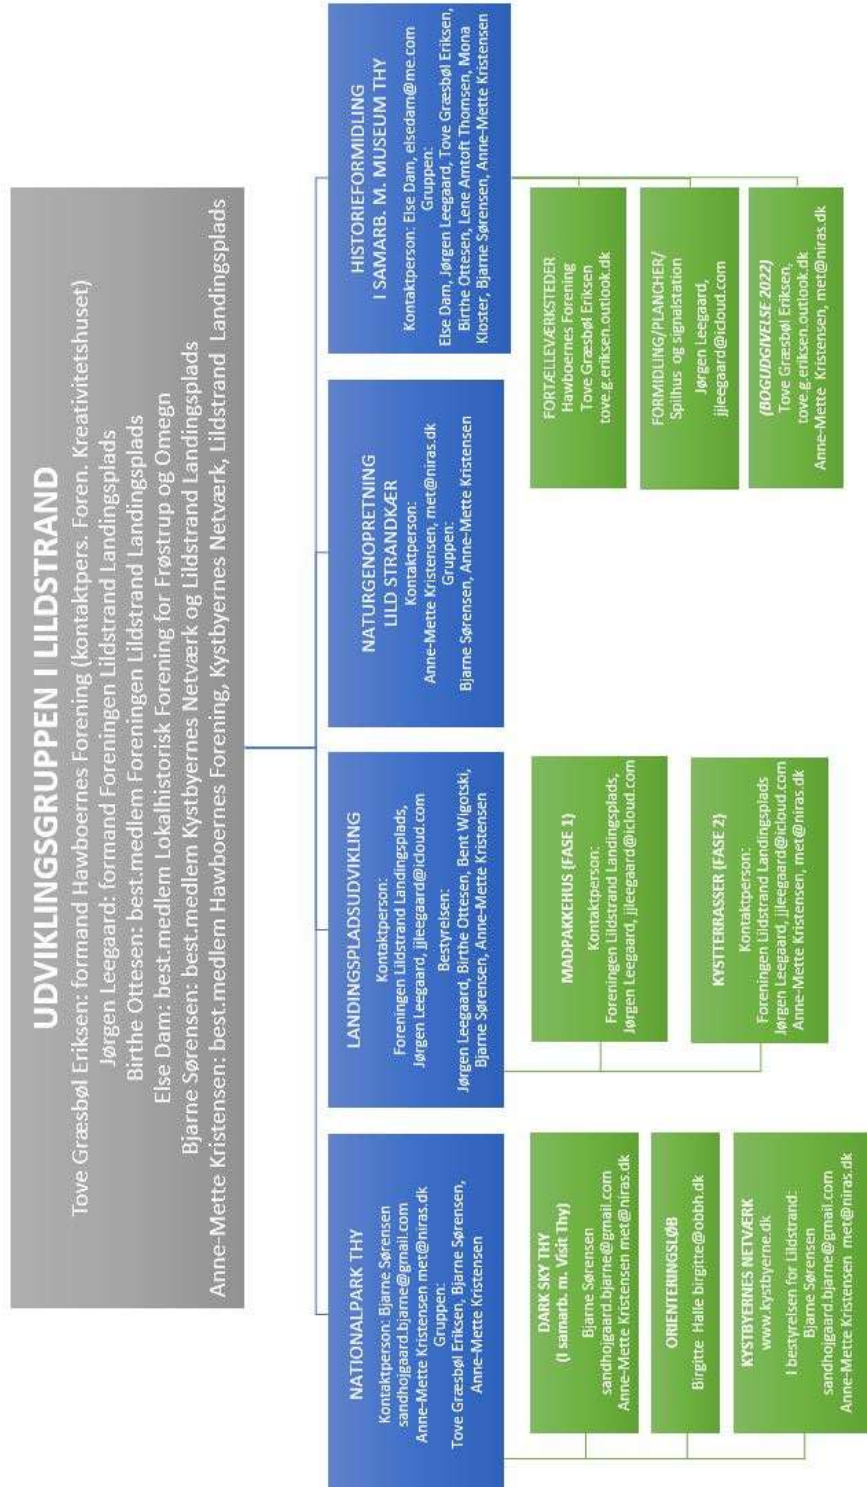 UDVIKLINGSGRUPPEN I LILDSTRAND
Tove Græsbøl Eriksen: formand Hawboernes Forening (kontaktpers. Foren. Kreativitetshuset)
Jørgen Leegaard: formand Foreningen Lildstrand Landingsplads
Birthe Ottesen: best.medlem Foreningen Lildstrand Landingsplads
Else Dam: best.medlem Lokalhistorisk Forening for Frøstrup og Omegn
Bjarne Sørensen: best.medlem Kystbyernes Netværk og Lildstrand Landingsplads
Anne-Mette Kristensen: best.medlem Hawboernes Forening, Kystbyernes Netværk, Lildstrand Landingsplads
NATIONALPARK THY
Kontaktperson: Bjarne Sørensen
sandhojgaard.bjarne@gmail.com
Anne-Mette Kristensen met@niras.dk
Gruppen:
Tove Græsbøl Eriksen, Bjarne Sørensen,
Anne-Mette Kristensen
DARK SKY THY
(I samarb. m. Visit Thy)
Bjarne Sørensen
sandhojgaard.bjarne@gmail.com
Anne-Mette Kristensen met@niras.dk
ORIENTERINGSLØB
Birgitte Halle birgitte@obbh.dk
KYSTBYERNES NETVÆRK
www.kystbyerne.dk
I bestyrelsen for Lildstrand:
Bjarne Sørensen
sandhojgaard.bjarne@gmail.com
Anne-Mette Kristensen met@niras.dk
LANDINGSPLADSUDVIKLING
Kontaktperson:
Foreningen Lildstrand Landingsplads,
Jørgen Leegaard, jjleegaard@icloud.com
Bestyrelsen:
Jørgen Leegaard, Birthe Ottesen, Bent Wigotski,
Bjarne Sørensen, Anne-Mette Kristensen
MADPAKKEHUS (FASE 1)
Kontaktperson:
Foreningen Lildstrand Landingsplads,
Jørgen Leegaard, jjleegaard@icloud.com
KYSTTERRASSER (FASE 2)
Kontaktperson:
Foreningen Lildstrand Landingsplads
Jørgen Leegaard, jjleegaard@icloud.com
Anne-Mette Kristensen, met@niras.dk
NATURGENOPRETNING
LILD STRANDKÆR
Kontaktperson:
Anne-Mette Kristensen, met@niras.dk
Gruppen:
Bjarne Sørensen, Anne-Mette Kristensen
HISTORIEFORMIDLING
I SAMARB. M. MUSEUM THY
Kontaktperson: Else Dam, elsedam@me.com
Gruppen:
Else Dam, Jørgen Leegaard, Tove Græsbøl Eriksen,
Birthe Ottesen, Lene Amtoft Thomsen, Mona
Kloster, Bjarne Sørensen, Anne-Mette Kristensen
FORTÆLLEVÆRKSTEDER
Hawboernes Forening
Tove Græsbøl Eriksen
tove.g.eriksen.outlook.dk
FORMIDLING/PLANCHER/
Spilhus og signalstation
Jørgen Leegaard,
jjleegaard@icloud.com
(BOGUDGIVELSE 2022)
Tove Græsbøl Eriksen,
tove.g.eriksen.outlook.dk
Anne-Mette Kristensen, met@niras.dk